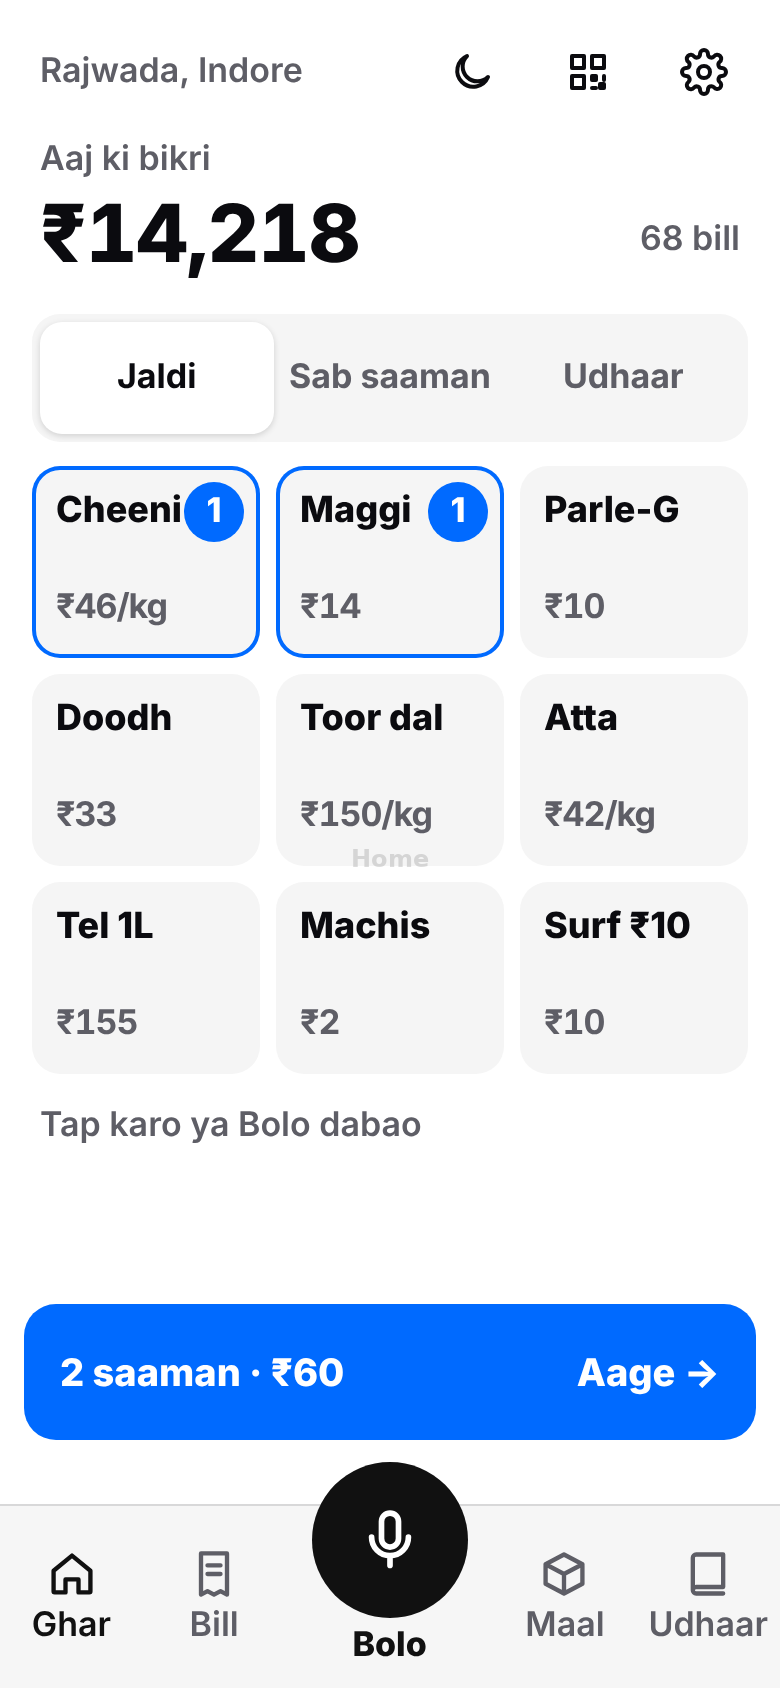 Rajwada, Indore
Aaj ki bikri
₹14,218
68 bill
Jaldi Sab saaman Udhaar
Cheeni 1 Maggi 1 Parle-G
₹46/kg ₹14 ₹10
Doodh Toor dal Atta
₹33 ₹150/kg ₹42/kg
Home
Tel 1L Machis Surf ₹10
₹155 ₹2 ₹10
Tap karo ya Bolo dabao
2 saaman · ₹60 Aage →
Ghar Bill Bolo Maal Udhaar